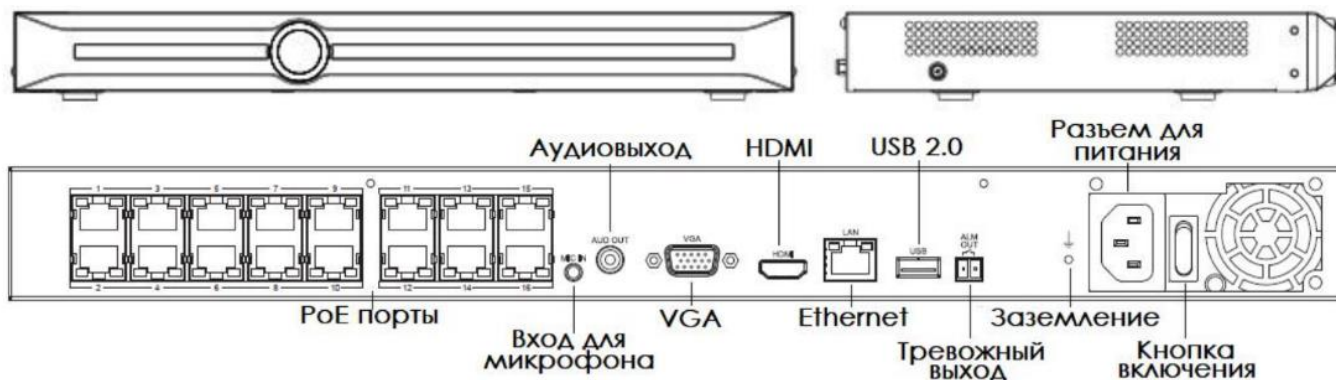 Разъем для
питания
Аудиовыход
HDMI
USB 2.0
1 3 5 7 9 11 13 15
AUD OUT
MIC IN
VGA
HDMI
LAN
USB
ALM
OUT
2 4 6 8 10 12 14 16
PoE порты
Вход для
микрофона
VGA
Ethernet
Тревожный
выход
Заземление
Кнопка
включения